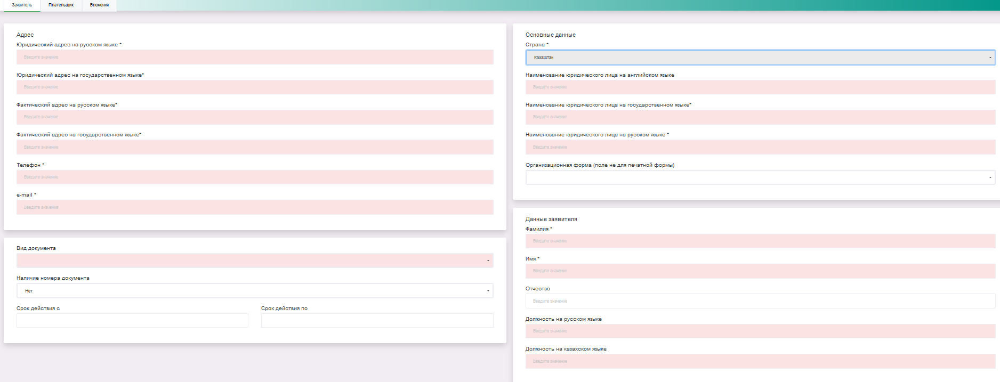 Заявитель
Плательщик
Вложения
Адрес
Юридический адрес на русском языке *
Введите значение
Юридический адрес на государственном языке*
Введите значение
Фактический адрес на русском языке*
Введите значение
Фактический адрес на государственном языке*
Введите значение
Телефон *
Введите значение
e-mail *
Введите значение
Вид документа
Наличие номера документа
Нет
Срок действия с
Срок действия по
Основные данные
Страна *
Казахстан
Наименование юридического лица на английском языке
Введите значение
Наименование юридического лица на государственном языке*
Введите значение
Наименование юридического лица на русском языке *
Введите значение
Организационная форма (поле не для печатной формы)
Данные заявителя
Фамилия *
Введите значение
Имя *
Введите значение
Отчество
Введите значение
Должность на русском языке
Введите значение
Должность на казахском языке
Введите значение